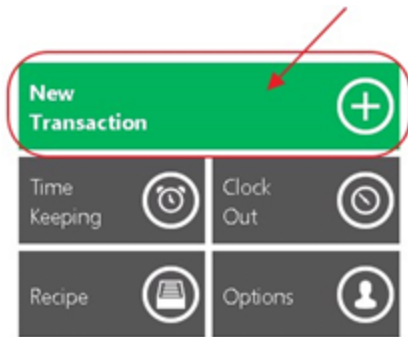 New
Transaction
Time
Keeping
Clock
Out
Recipe
Options